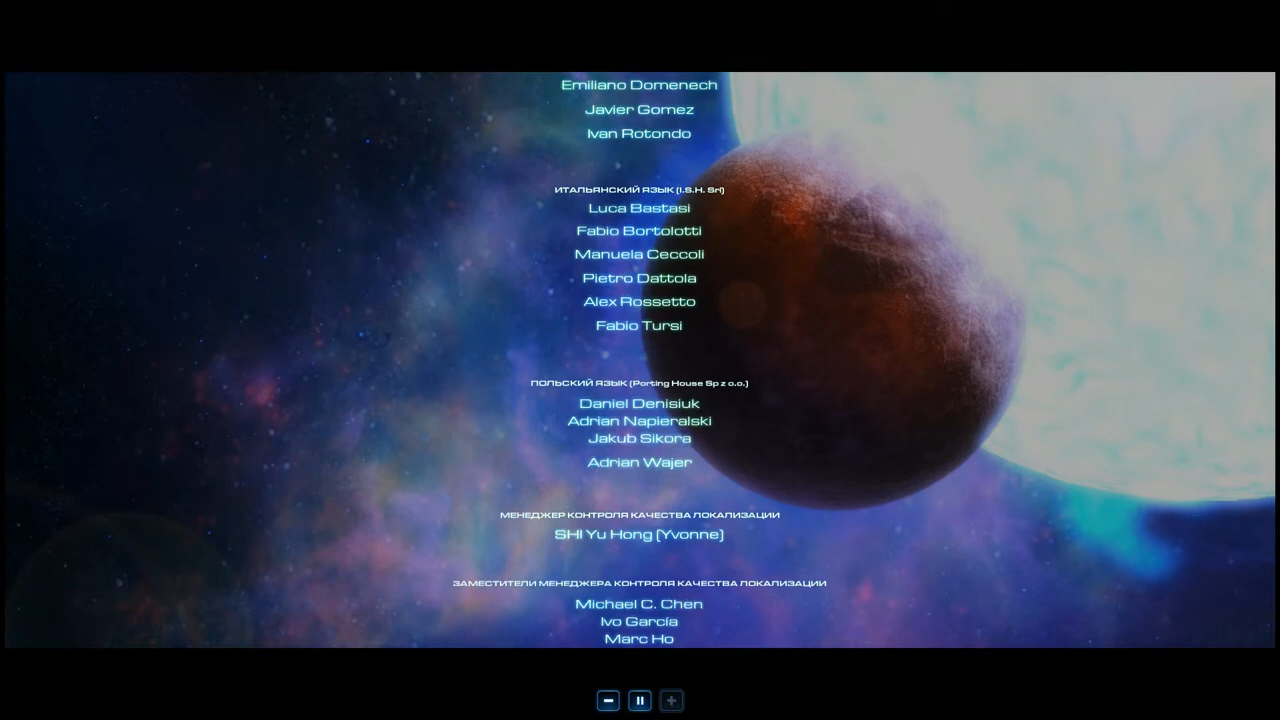 Emiliano Domenech
Javier Gomez
Ivan Rotondo
ИТАЛЬЯНСКИЙ ЯЗЫК (I.S.H. Srl)
Luca Bastasi
Fabio Bortolotti
Manuela Ceccoli
Pietro Dattola
Alex Rossetto
Fabio Tursi
ПОЛЬСКИЙ ЯЗЫК (Porting House Sp z o.o.)
Daniel Denisiuk
Adrian Napieralski
Jakub Sikora
Adrian Wajer
МЕНЕДЖЕР КОНТРОЛЯ КАЧЕСТВА ЛОКАЛИЗАЦИИ
SHI Yu Hong (Yvonne)
ЗАМЕСТИТЕЛИ МЕНЕДЖЕРА КОНТРОЛЯ КАЧЕСТВА ЛОКАЛИЗАЦИИ
Michael C. Chen
Ivo García
Marc Ho